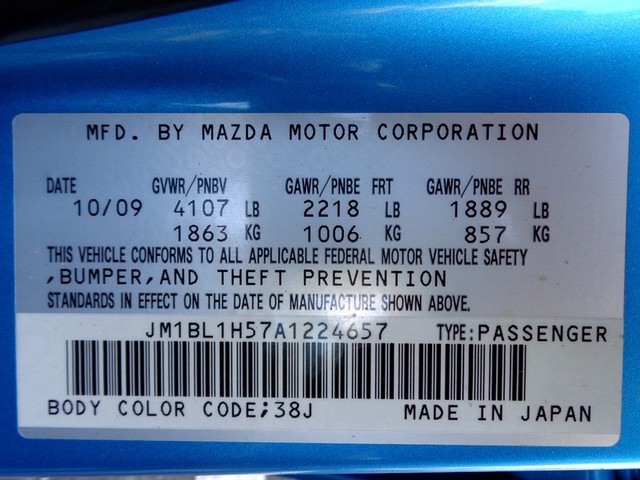 MFD. BY MAZDA MOTOR CORPORATION
DATE GVWR/PNBV GAWR/PNBE FRT GAWR/PNBE RR
10/09 4107 LB 2218 LB 1889 LB
1863 KG 1006 KG 857 KG
THIS VEHICLE CONFORMS TO ALL APPLICABLE FEDERAL MOTOR VEHICLE SAFETY
,BUMPER,AND THEFT PREVENTION
STANDARDS IN EFFECT ON THE DATE OF MANUFACTURE SHOWN ABOVE.
JM1BL1H57A1224657 TYPE:PASSENGER
BODY COLOR CODE;38J MADE IN JAPAN